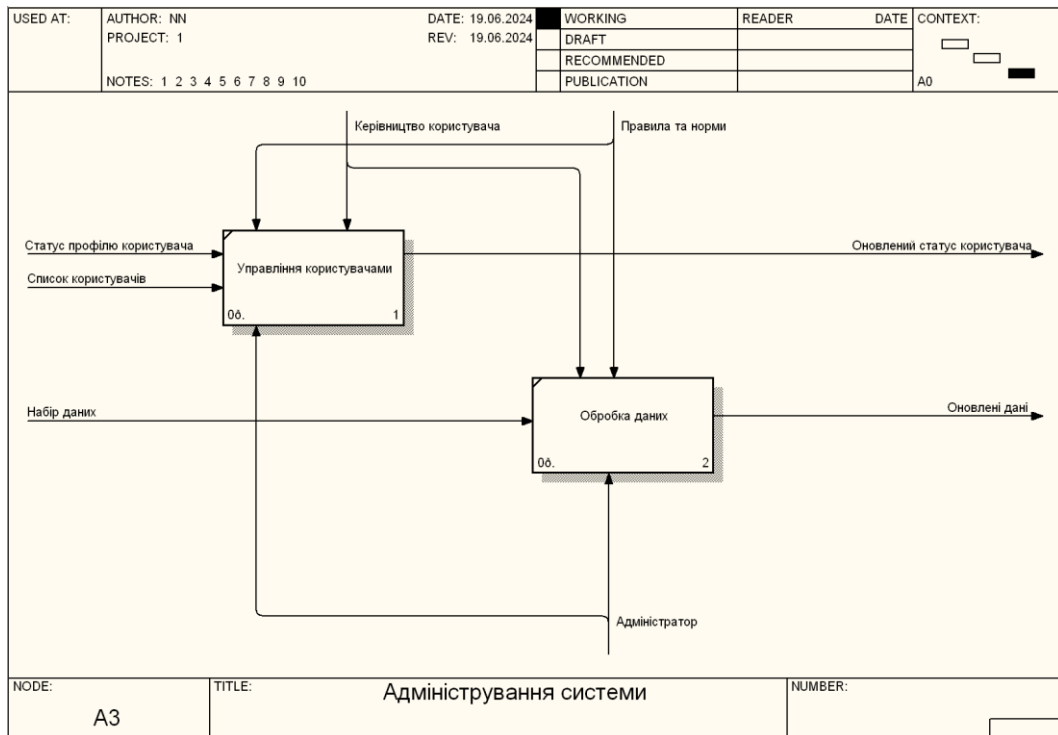 USED AT:
AUTHOR: NN
DATE: 19.06.2024
PROJECT: 1
REV: 19.06.2024
NOTES: 1 2 3 4 5 6 7 8 9 10
WORKING
DRAFT
RECOMMENDED
PUBLICATION
READER DATE
CONTEXT:
A0
Керівництво користувача
Правила та норми
Статус профілю користувача
Список користувачів
Управління користувачами
0ð. 1
Оновлений статус користувача
Набір даних
Обробка даних
0ð. 2
Оновлені дані
Адміністратор
NODE:
A3
TITLE:
Адміністрування системи
NUMBER: